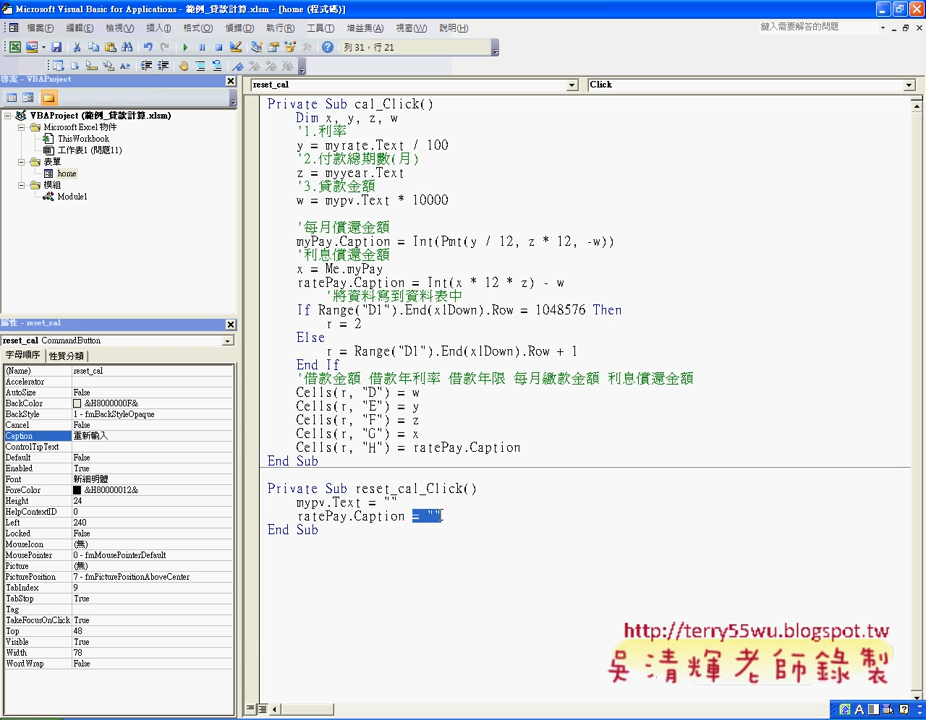 Microsoft Visual Basic for Applications - 範例_貸款計算.xlsm - [home (程式碼)]
檔案(F) 編輯(E) 檢視(V) 插入(I) 格式(O) 偵錯(D) 執行(R) 工具(T) 增益集(A) 視窗(W) 說明(H) 鍵入需要解答的問題
列 31，行 21
專案 - VBAProject
VBAProject (範例_貸款計算.xlsm)
Microsoft Excel 物件
ThisWorkbook
工作表1 (問題11)
表單
home
模組
Module1
屬性 - reset_cal
reset_cal CommandButton
字母順序 性質分類
(Name) reset_cal
Accelerator
AutoSize False
BackColor &H8000000F&
BackStyle 1 - fmBackStyleOpaque
Cancel False
Caption 重新輸入
ControlTipText
Default False
Enabled True
Font 新細明體
ForeColor &H80000012&
Height 24
HelpContextID 0
Left 240
Locked False
MouseIcon (無)
MousePointer 0 - fmMousePointerDefault
Picture (無)
PicturePosition 7 - fmPicturePositionAboveCenter
TabIndex 9
TabStop True
Tag
TakeFocusOnClick True
Top 48
Visible True
Width 78
WordWrap False
reset_cal Click
Private Sub cal_Click()
Dim x, y, z, w
'1.利率
y = myrate.Text / 100
'2.付款總期數(月)
z = myyear.Text
'3.貸款金額
w = mypv.Text * 10000
'每月償還金額
myPay.Caption = Int(Pmt(y / 12, z * 12, -w))
'利息償還金額
x = Me.myPay
ratePay.Caption = Int(x * 12 * z) - w
'將資料寫到資料表中
If Range("D1").End(xlDown).Row = 1048576 Then
r = 2
Else
r = Range("D1").End(xlDown).Row + 1
End If
'借款金額 借款年利率 借款年限 每月繳款金額 利息償還金額
Cells(r, "D") = w
Cells(r, "E") = y
Cells(r, "F") = z
Cells(r, "G") = x
Cells(r, "H") = ratePay.Caption
End Sub
Private Sub reset_cal_Click()
mypv.Text = ""
ratePay.Caption = ""
End Sub
http://terry55wu.blogspot.tw
吳清輝老師錄製